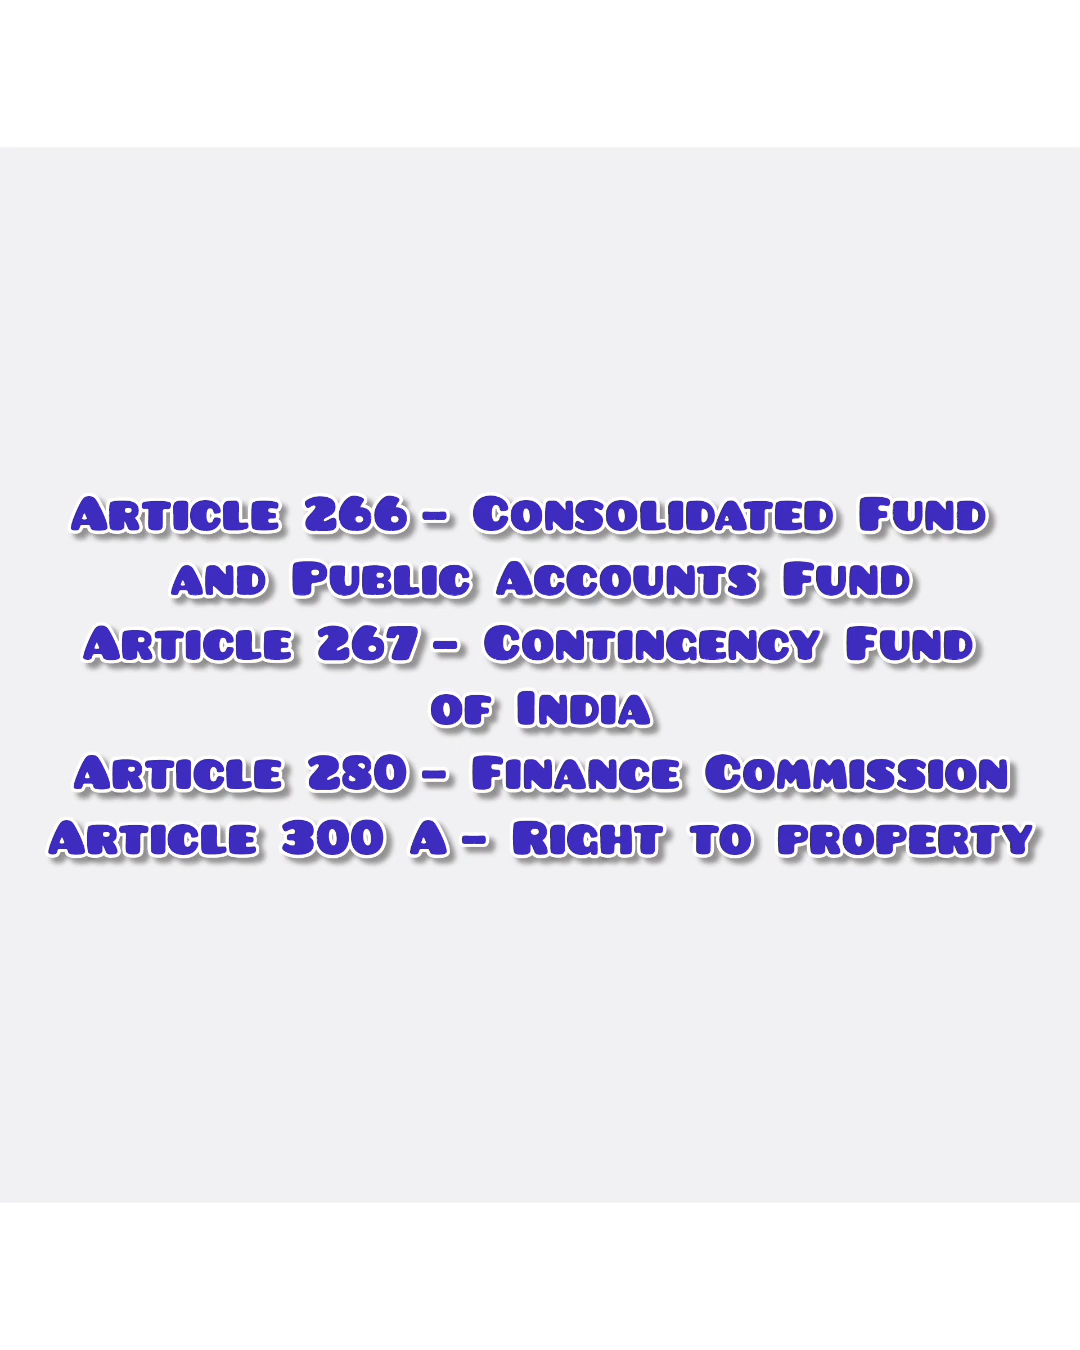 Article 266 – Consolidated Fund
and Public Accounts Fund
Article 267 – Contingency Fund
of India
Article 280 – Finance Commission
Article 300 A – Right to property